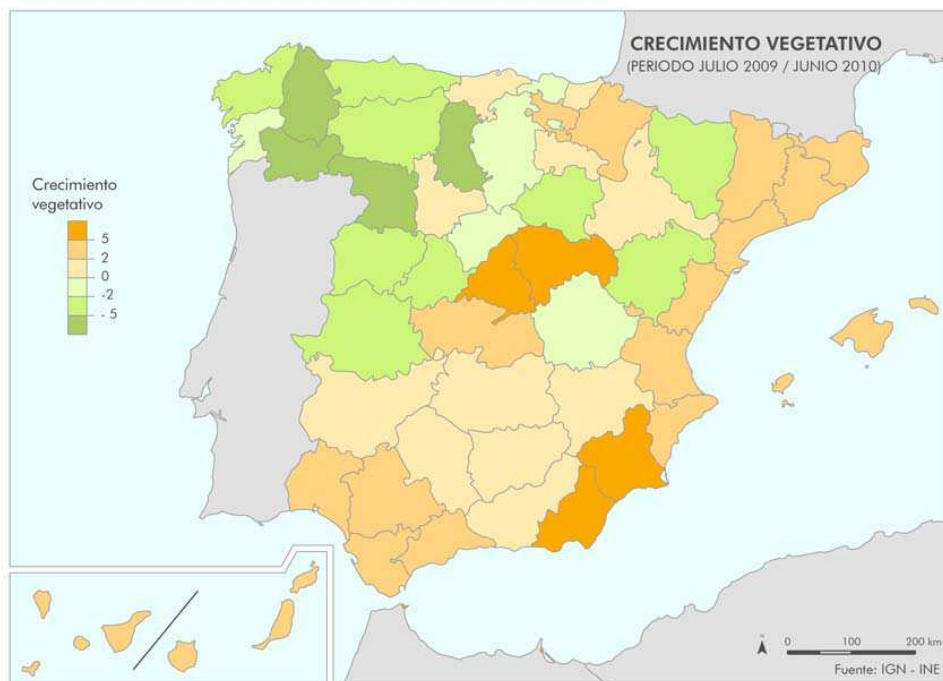 CRECIMIENTO VEGETATIVO
(PERIODO JULIO 2009 / JUNIO 2010)
Crecimiento
vegetativo
5
2
0
-2
- 5
0 100 200 km
Fuente: IGN - INE